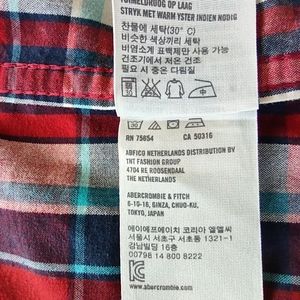 TUIMELDROOG OP LAAG
STRYK MET WARM YSTER INDIEN NODIG
찬물에 세탁(30° C)
비슷한 색상끼리 세탁
비염소계 표백제만 사용
건조기에서 저온 건조
필요 시 중온 다림질
RN 75654 CA 50316
ABFICO NETHERLANDS DISTRIBUTION BV
TNT FASHION GROUP
4704 RE ROOSENDAAL
THE NETHERLANDS
ABERCROMBIE & FITCH
6-10-16, GINZA, CHUO-KU,
TOKYO, JAPAN
에이에프에이치 코리아 엘엘씨
서울시 서초구 서초동 1321-1
강남빌딩 16층
00798 14 800 8222
www.abercrombie.com